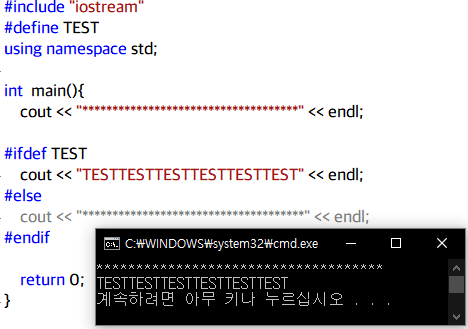 #include "iostream"
#define TEST
using namespace std;
int main(){
cout << "************************************" << endl;
#ifdef TEST
cout << "TESTTESTTESTTESTTESTTEST" << endl;
#else
cout << "*************************************" << endl;
#endif
return 0;
}
C:₩WINDOWS₩system32₩cmd.exe
************************************
TESTTESTTESTTESTTESTTEST
계속하려면 아무 키나 누르십시오 . . .